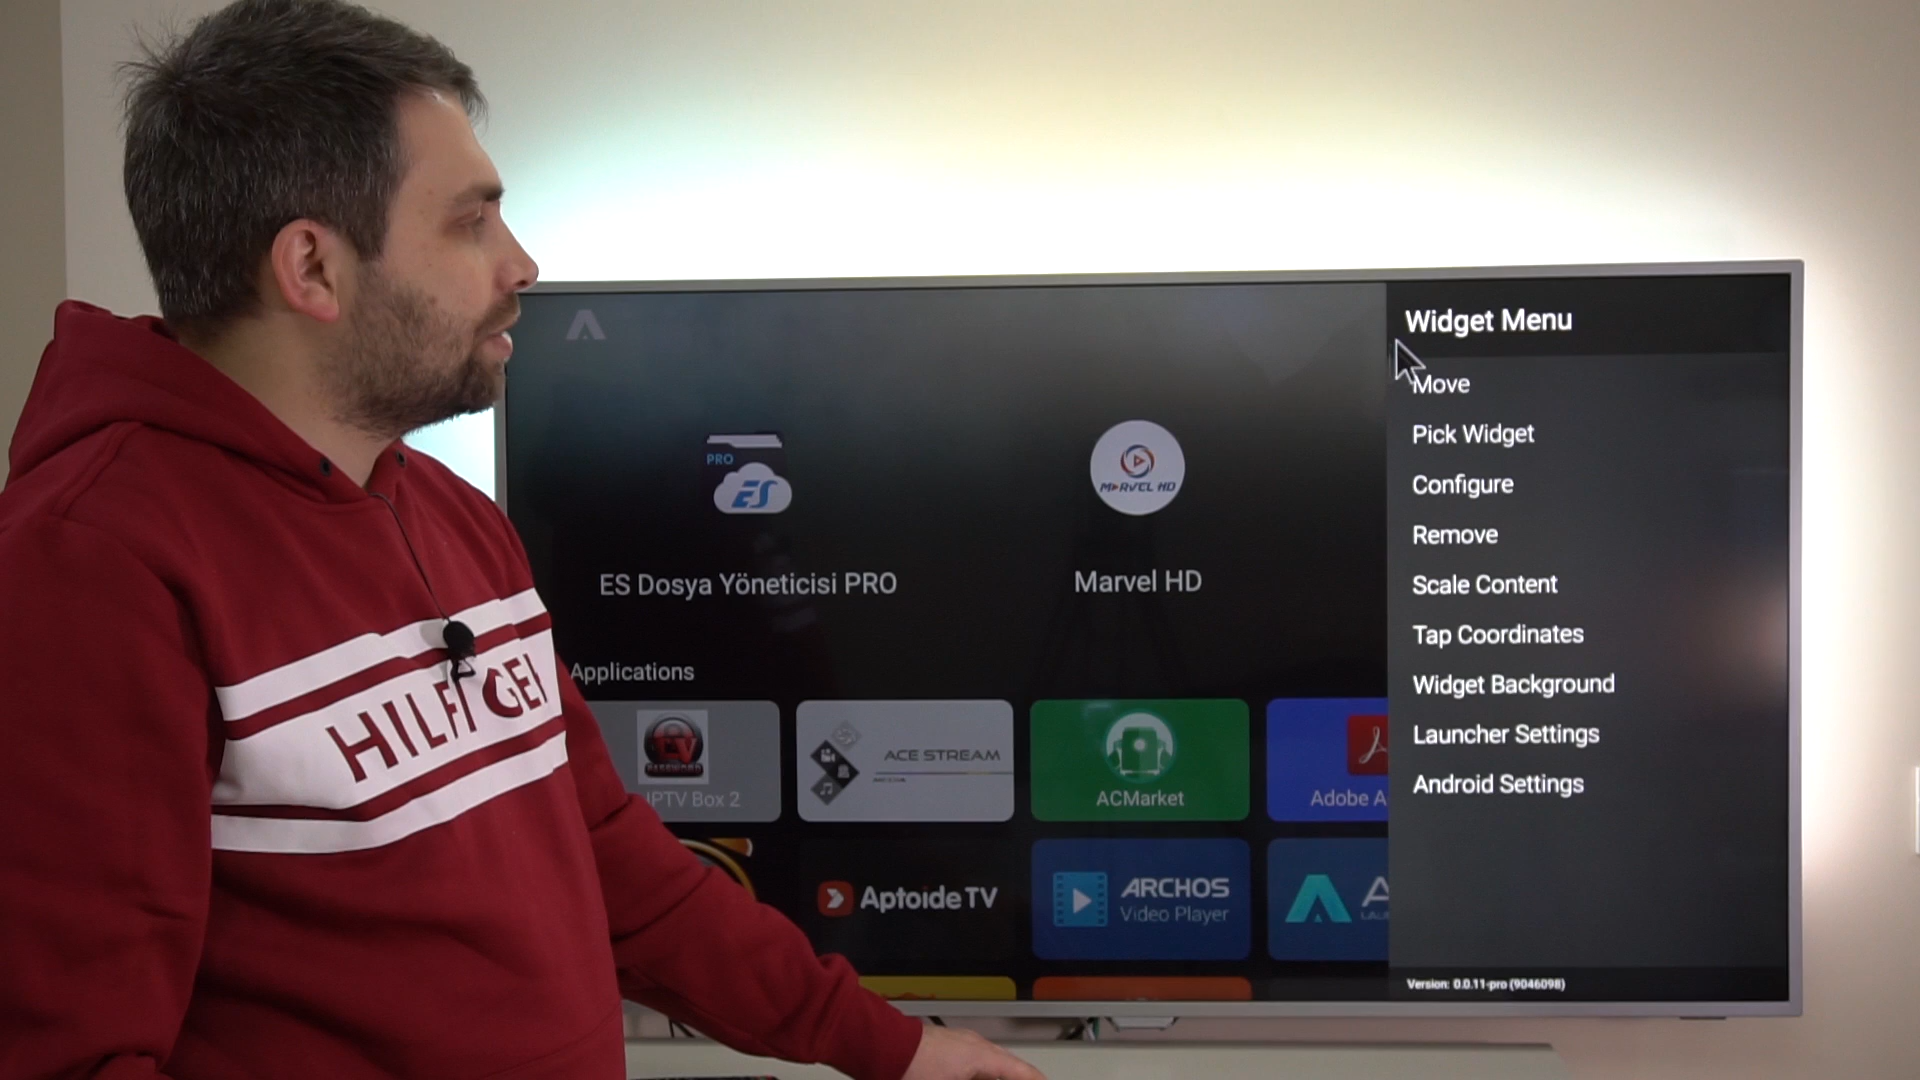 Widget Menu
Move
Pick Widget
Configure
Remove
Scale Content
Tap Coordinates
Widget Background
Launcher Settings
Android Settings
Version: 0.0.11-pro (9046098)
PRO
ES
ES Dosya Yöneticisi PRO
MARVEL HD
Marvel HD
Applications
IPTV Box 2
ACE STREAM
ACMarket
Adobe A
Aptoide TV
ARCHOS
Video Player
A
LAU
HILFIGER